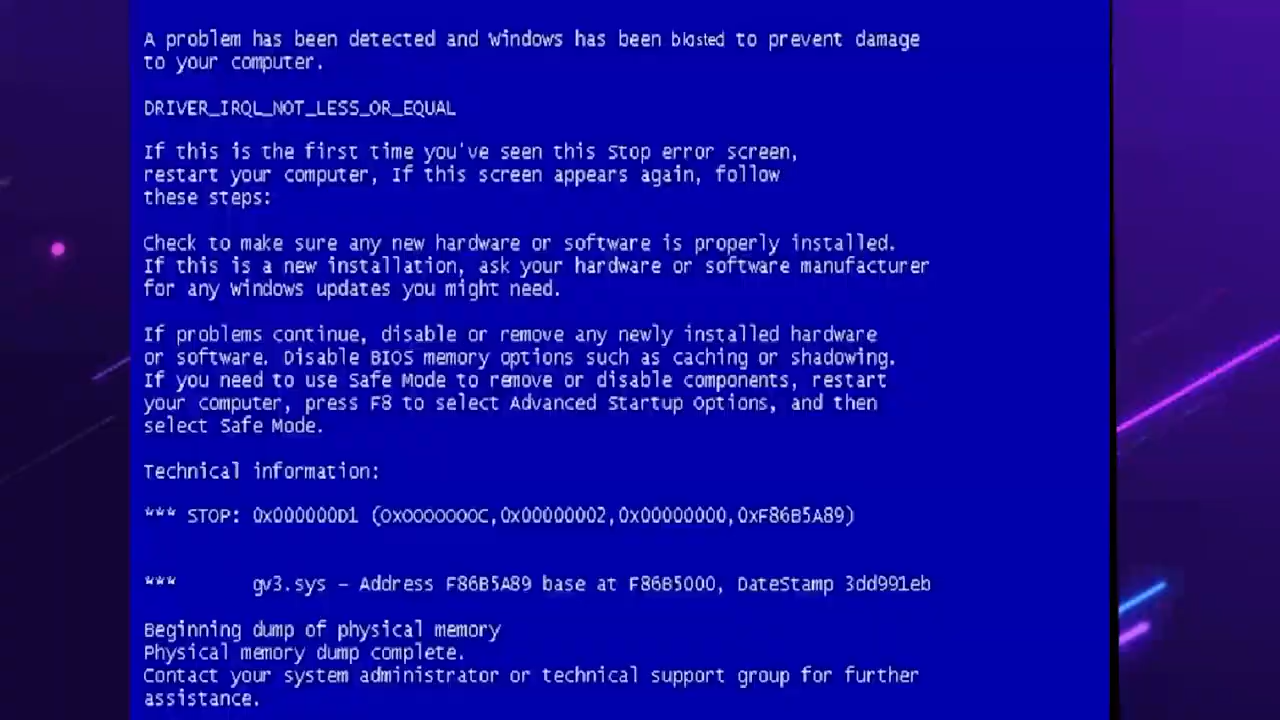 A problem has been detected and Windows has been blasted to prevent damage
to your computer.
DRIVER_IRQL_NOT_LESS_OR_EQUAL
If this is the first time you've seen this Stop error screen,
restart your computer, If this screen appears again, follow
these steps:
Check to make sure any new hardware or software is properly installed.
If this is a new installation, ask your hardware or software manufacturer
for any windows updates you might need.
If problems continue, disable or remove any newly installed hardware
or software. Disable BIOS memory options such as caching or shadowing.
If you need to use Safe Mode to remove or disable components, restart
your computer, press F8 to select Advanced Startup Options, and then
select Safe Mode.
Technical information:
*** STOP: 0x000000D1 (0x0000000C,0x00000002,0x00000000,0xF86B5A89)
*** gv3.sys - Address F86B5A89 base at F86B5000, DateStamp 3dd991eb
Beginning dump of physical memory
Physical memory dump complete.
Contact your system administrator or technical support group for further
assistance.